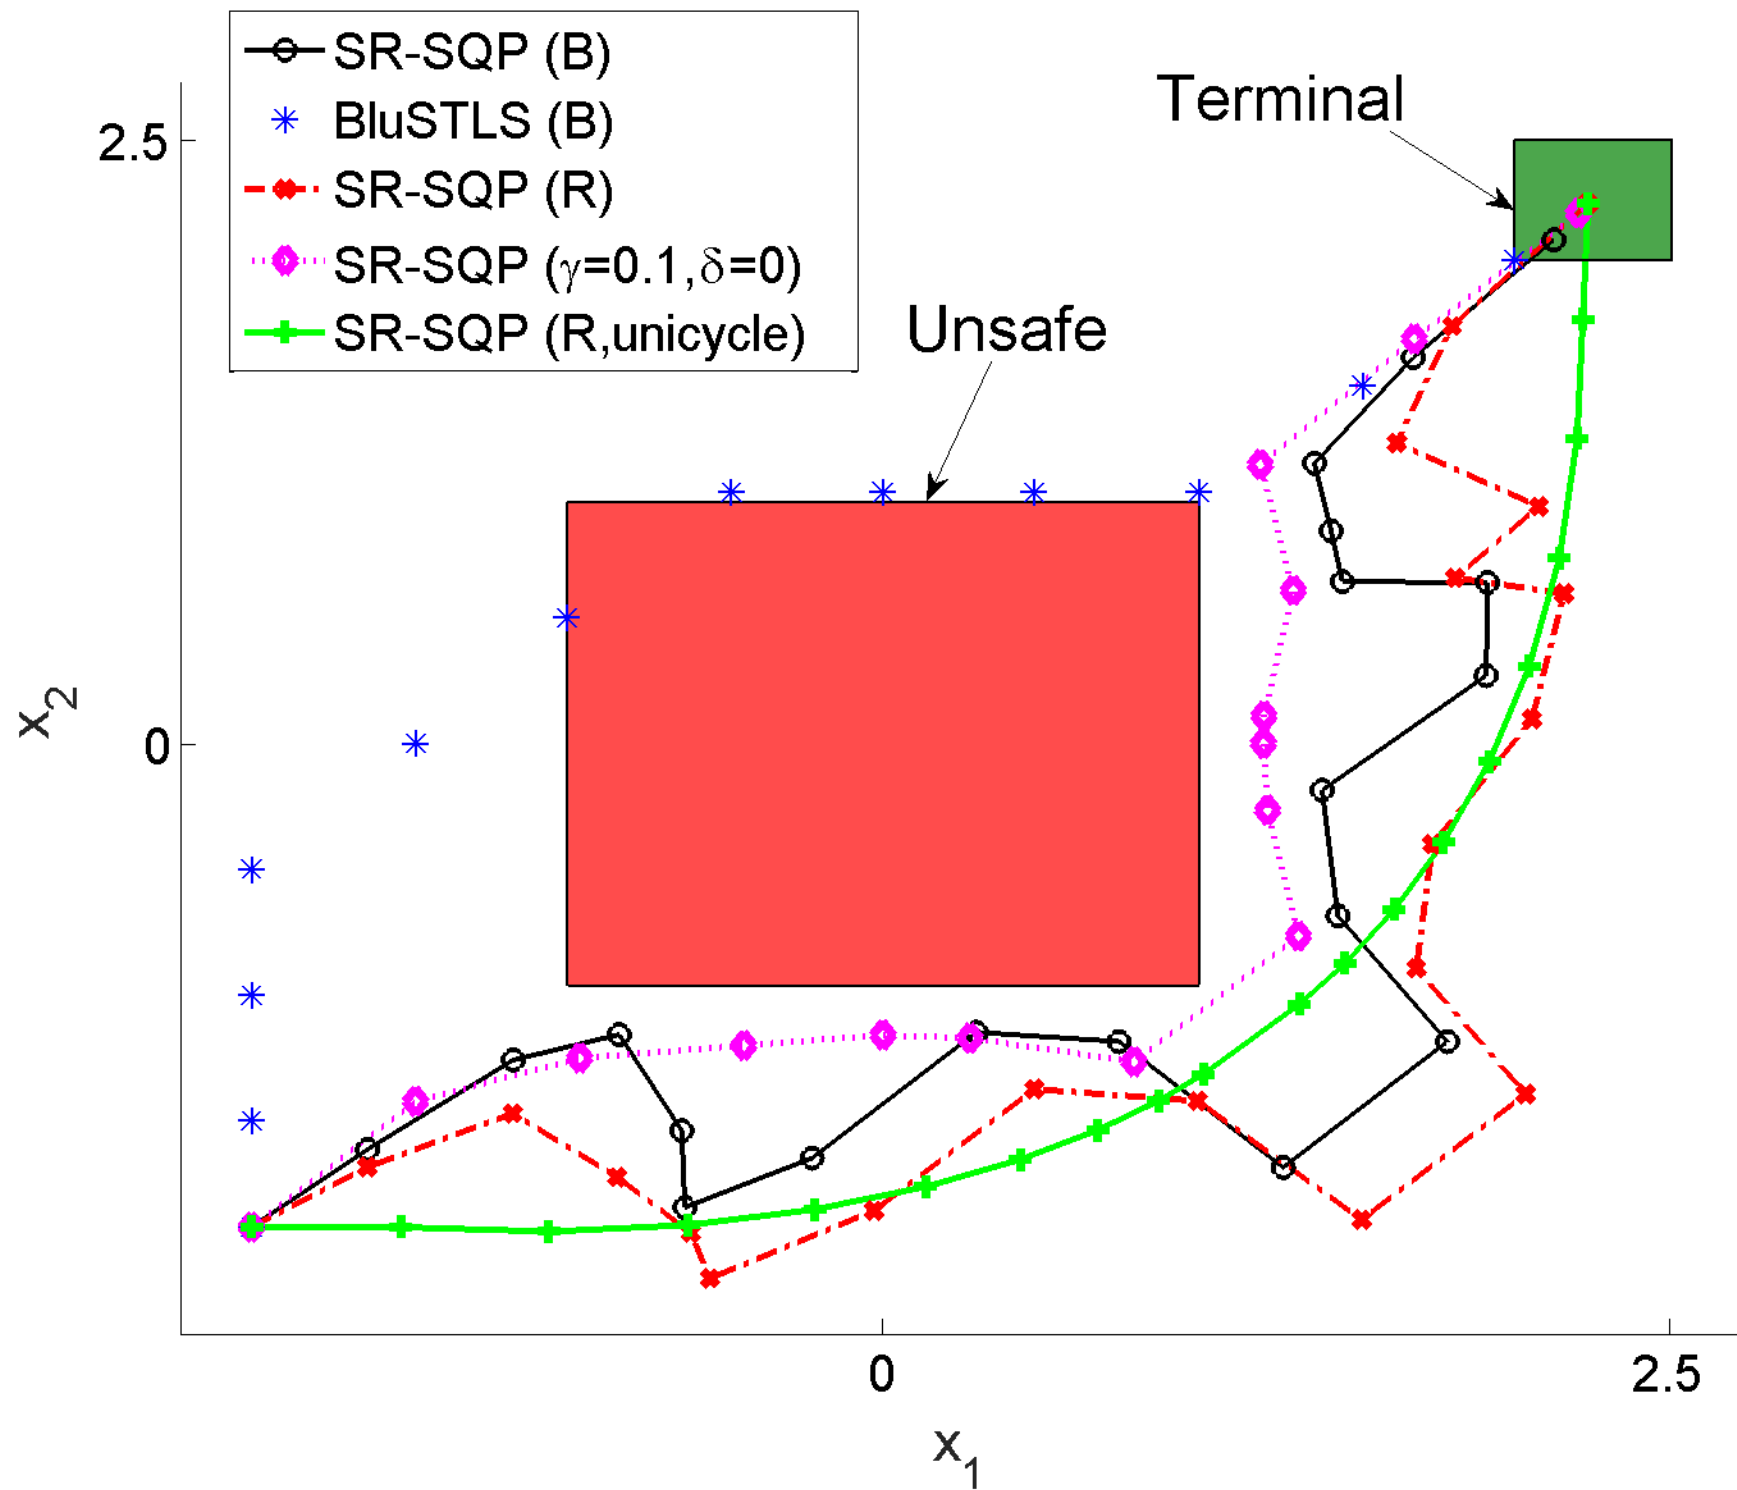 SR-SQP (B)
BluSTLS (B)
SR-SQP (R)
SR-SQP (γ=0.1,δ=0)
SR-SQP (R,unicycle)
Terminal
Unsafe
2.5
0
x₂
0
2.5
x₁